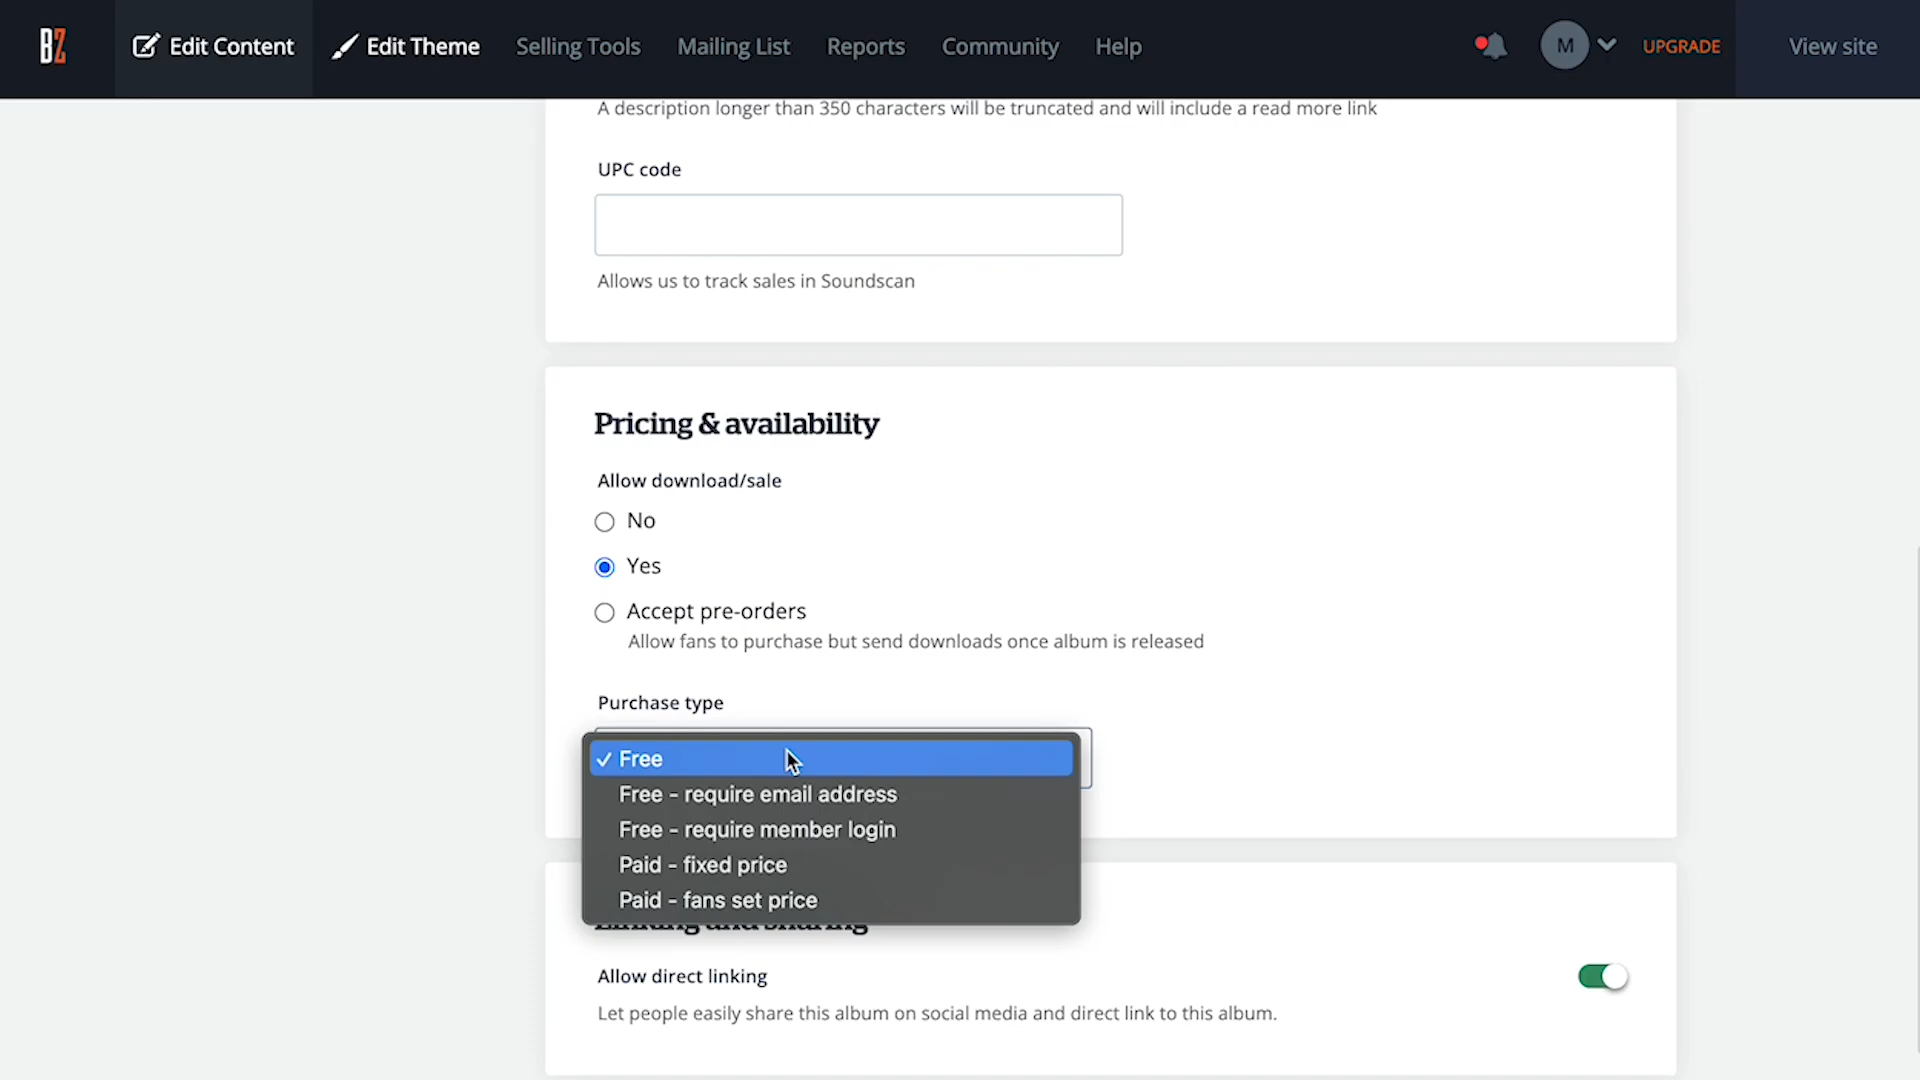 BZ
Edit Content
Edit Theme
Selling Tools
Mailing List
Reports
Community
Help
M
UPGRADE
View site
A description longer than 350 characters will be truncated and will include a read more link
UPC code
Allows us to track sales in Soundscan
Pricing & availability
Allow download/sale
No
Yes
Accept pre-orders
Allow fans to purchase but send downloads once album is released
Purchase type
✓ Free
Free - require email address
Free - require member login
Paid - fixed price
Paid - fans set price
Linking and sharing
Allow direct linking
Let people easily share this album on social media and direct link to this album.